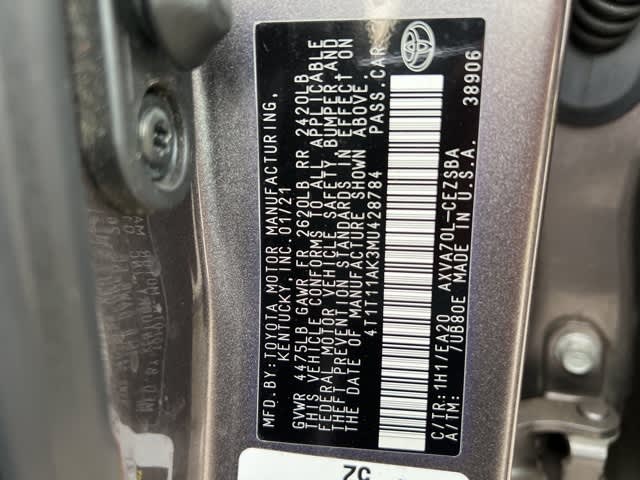 MFD.BY:TOYOTA MOTOR MANUFACTURING,
KENTUCKY, INC. 01/21
GVWR 4475LB GAWR FR 2620LB RR 2420LB
THIS VEHICLE CONFORMS TO ALL APPLICABLE
FEDERAL MOTOR VEHICLE SAFETY, BUMPER, AND
THEFT PREVENTION STANDARDS IN EFFECT ON
THE DATE OF MANUFACTURE SHOWN ABOVE.
4T1T11AK3MU428784 PASS.CAR
C/TR:1H1/EA20 AXVA70L-CEZSBA
A/TM: 7UB80E MADE IN U.S.A.
38906
52